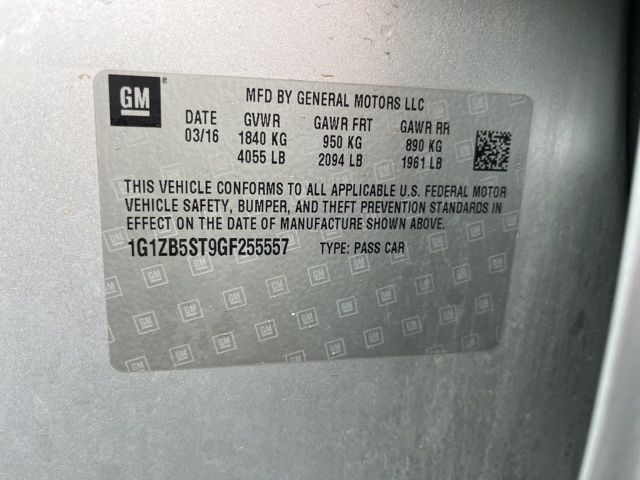 GM
MFD BY GENERAL MOTORS LLC
DATE GVWR GAWR FRT GAWR RR
03/16 1840 KG 950 KG 890 KG
4055 LB 2094 LB 1961 LB
THIS VEHICLE CONFORMS TO ALL APPLICABLE U.S. FEDERAL MOTOR
VEHICLE SAFETY, BUMPER, AND THEFT PREVENTION STANDARDS IN
EFFECT ON THE DATE OF MANUFACTURE SHOWN ABOVE.
1G1ZB5ST9GF255557 TYPE: PASS CAR